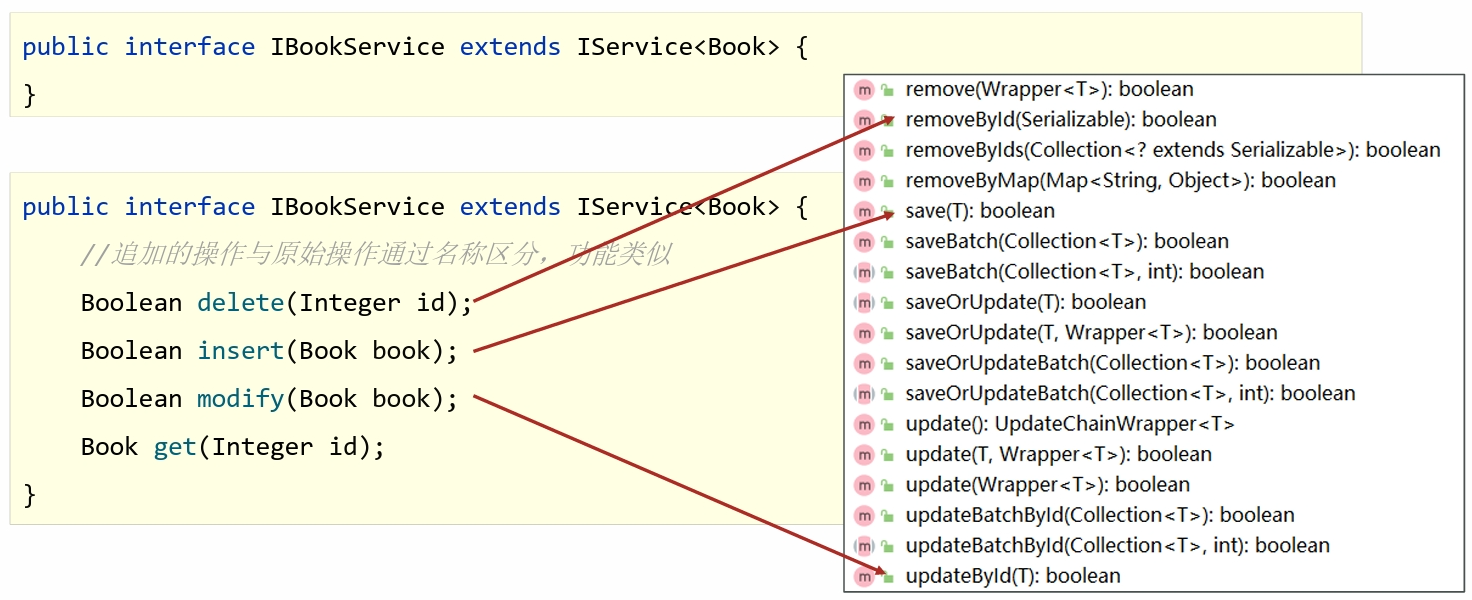 public interface IBookService extends IService<Book> {
}
public interface IBookService extends IService<Book> {
//追加的操作与原始操作通过名称区分，功能类似
Boolean delete(Integer id);
Boolean insert(Book book);
Boolean modify(Book book);
Book get(Integer id);
}
m remove(Wrapper<T>): boolean
m removeById(Serializable): boolean
m removeByIds(Collection<? extends Serializable>): boolean
m removeByMap(Map<String, Object>): boolean
m save(T): boolean
m saveBatch(Collection<T>): boolean
m saveBatch(Collection<T>, int): boolean
m saveOrUpdate(T): boolean
m saveOrUpdate(T, Wrapper<T>): boolean
m saveOrUpdateBatch(Collection<T>): boolean
m saveOrUpdateBatch(Collection<T>, int): boolean
m update(): UpdateChainWrapper<T>
m update(T, Wrapper<T>): boolean
m update(Wrapper<T>): boolean
m updateBatchById(Collection<T>): boolean
m updateBatchById(Collection<T>, int): boolean
m updateById(T): boolean